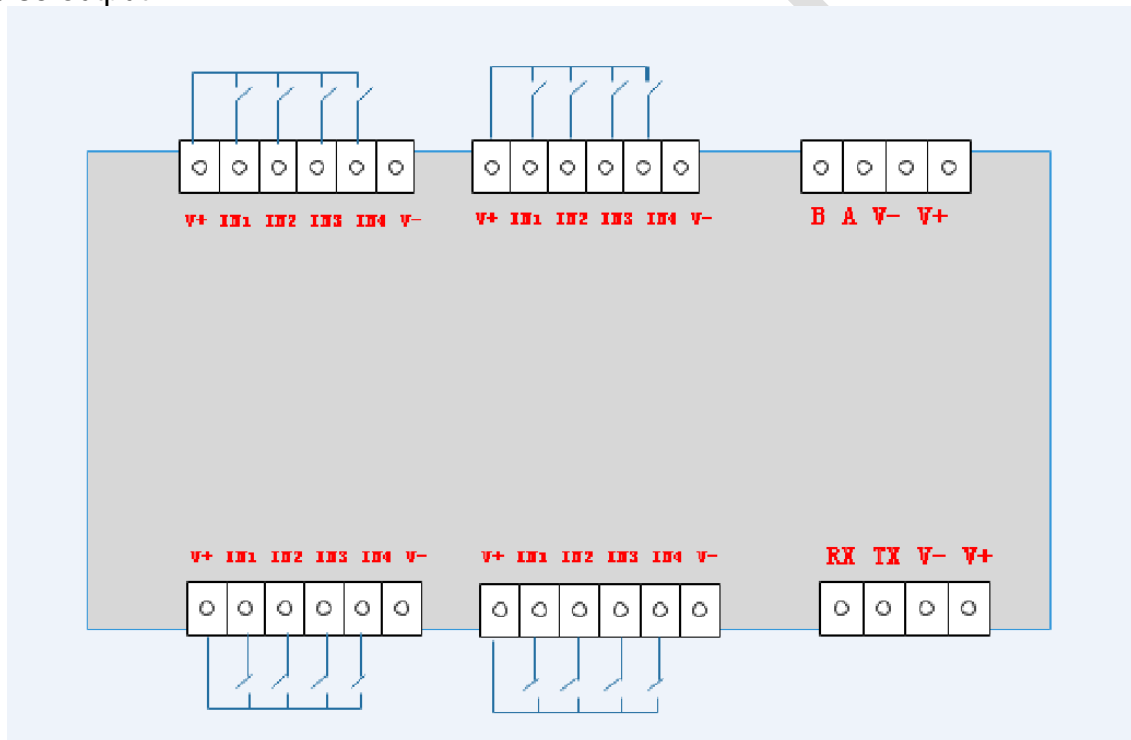 V+ IN1 IN2 IN3 IN4 V-
V+ IN1 IN2 IN3 IN4 V-
B A V- V+
V+ IN1 IN2 IN3 IN4 V-
V+ IN1 IN2 IN3 IN4 V-
RX TX V- V+